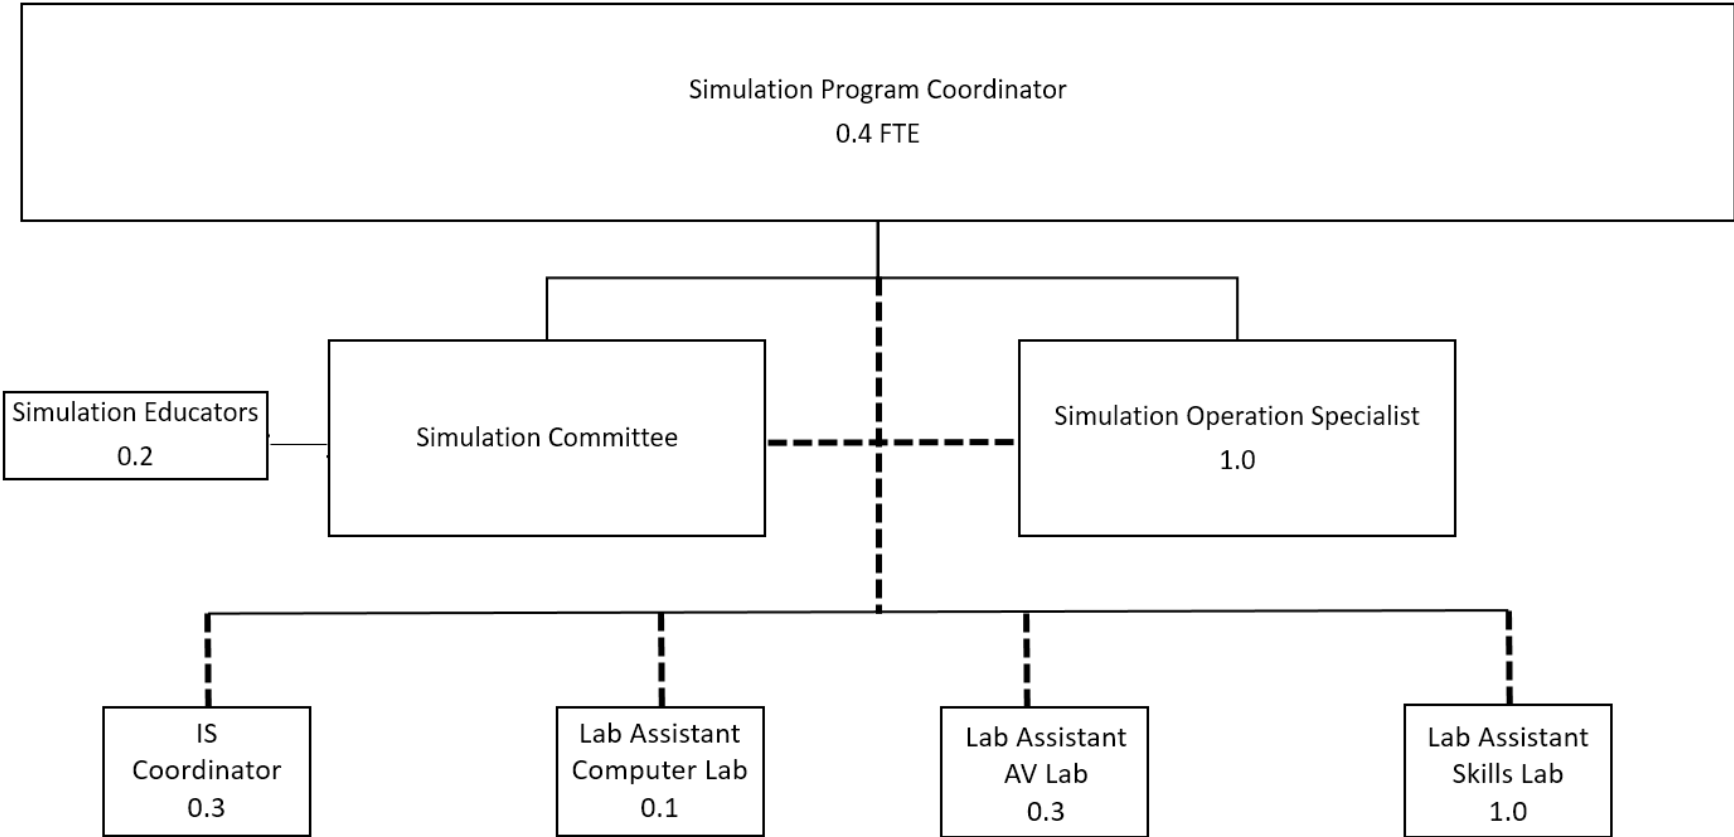 Simulation Program Coordinator
0.4 FTE
Simulation Educators
0.2
Simulation Committee
Simulation Operation Specialist
1.0
IS
Coordinator
0.3
Lab Assistant
Computer Lab
0.1
Lab Assistant
AV Lab
0.3
Lab Assistant
Skills Lab
1.0